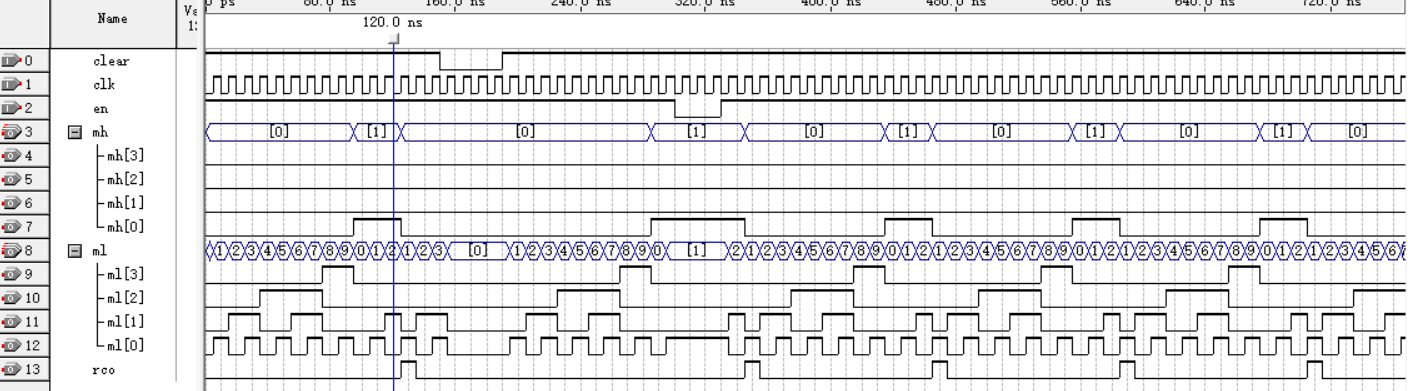 Name
ps 80.0 ns 160.0 ns 240.0 ns 320.0 ns 400.0 ns 480.0 ns 560.0 ns 640.0 ns 720.0 ns
120.0 ns
0 clear
1 clk
2 en
3 mh [0] [1] [0] [1] [0] [1] [0] [1] [0] [1] [0]
4 mh[3]
5 mh[2]
6 mh[1]
7 mh[0]
8 ml 1 2 3 4 5 6 7 8 9 0 1 2 1 2 3 [0] 1 2 3 4 5 6 7 8 9 0 [1] 2 1 2 3 4 5 6 7 8 9 0 1 2 1 2 3 4 5 6 7 8 9 0 1 2 1 2 3 4 5 6 7 8 9 0 1 2 1 2 3 4 5 6
9 ml[3]
10 ml[2]
11 ml[1]
12 ml[0]
13 rco